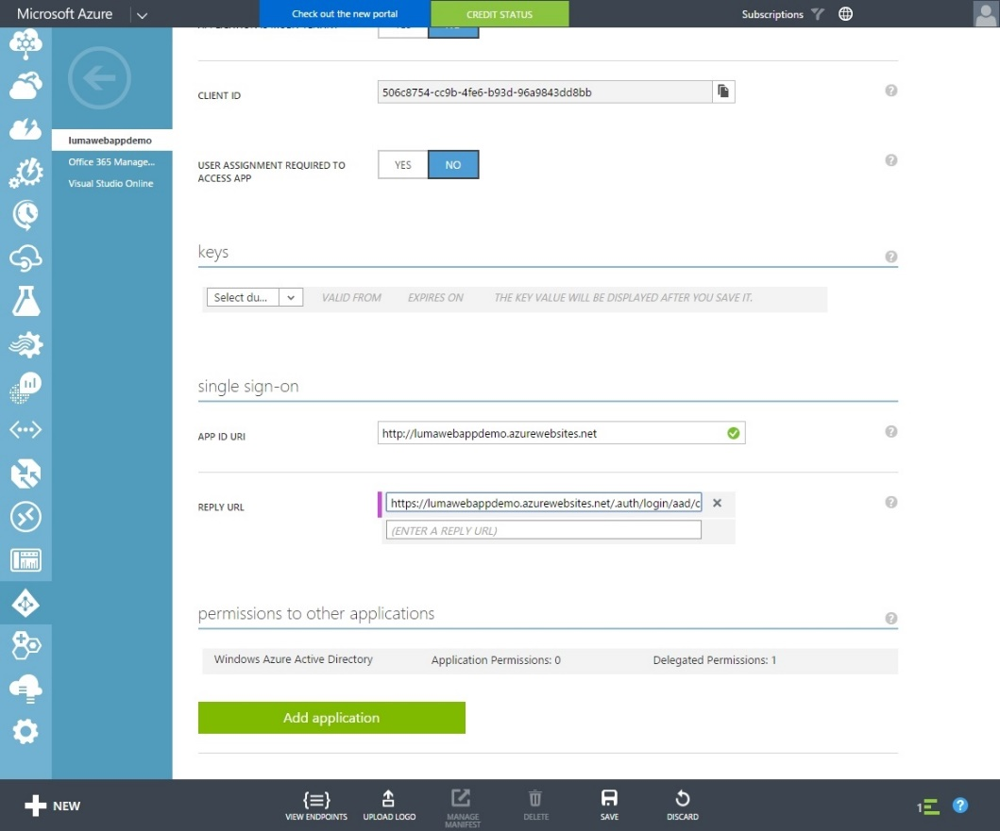 Microsoft Azure
Check out the new portal
CREDIT STATUS
Subscriptions
CLIENT ID
506c8754-cc9b-4fe6-b93d-96a9843dd8bb
lumawebappdemo
Office 365 Manage...
Visual Studio Online
USER ASSIGNMENT REQUIRED TO
ACCESS APP
YES
NO
keys
Select du...
VALID FROM
EXPIRES ON
THE KEY VALUE WILL BE DISPLAYED AFTER YOU SAVE IT.
single sign-on
APP ID URI
http://lumawebappdemo.azurewebsites.net
REPLY URL
https://lumawebappdemo.azurewebsites.net/.auth/login/aad/c
(ENTER A REPLY URL)
permissions to other applications
Windows Azure Active Directory
Application Permissions: 0
Delegated Permissions: 1
Add application
NEW
VIEW ENDPOINTS
UPLOAD LOGO
MANAGE
MANIFEST
DELETE
SAVE
DISCARD
1